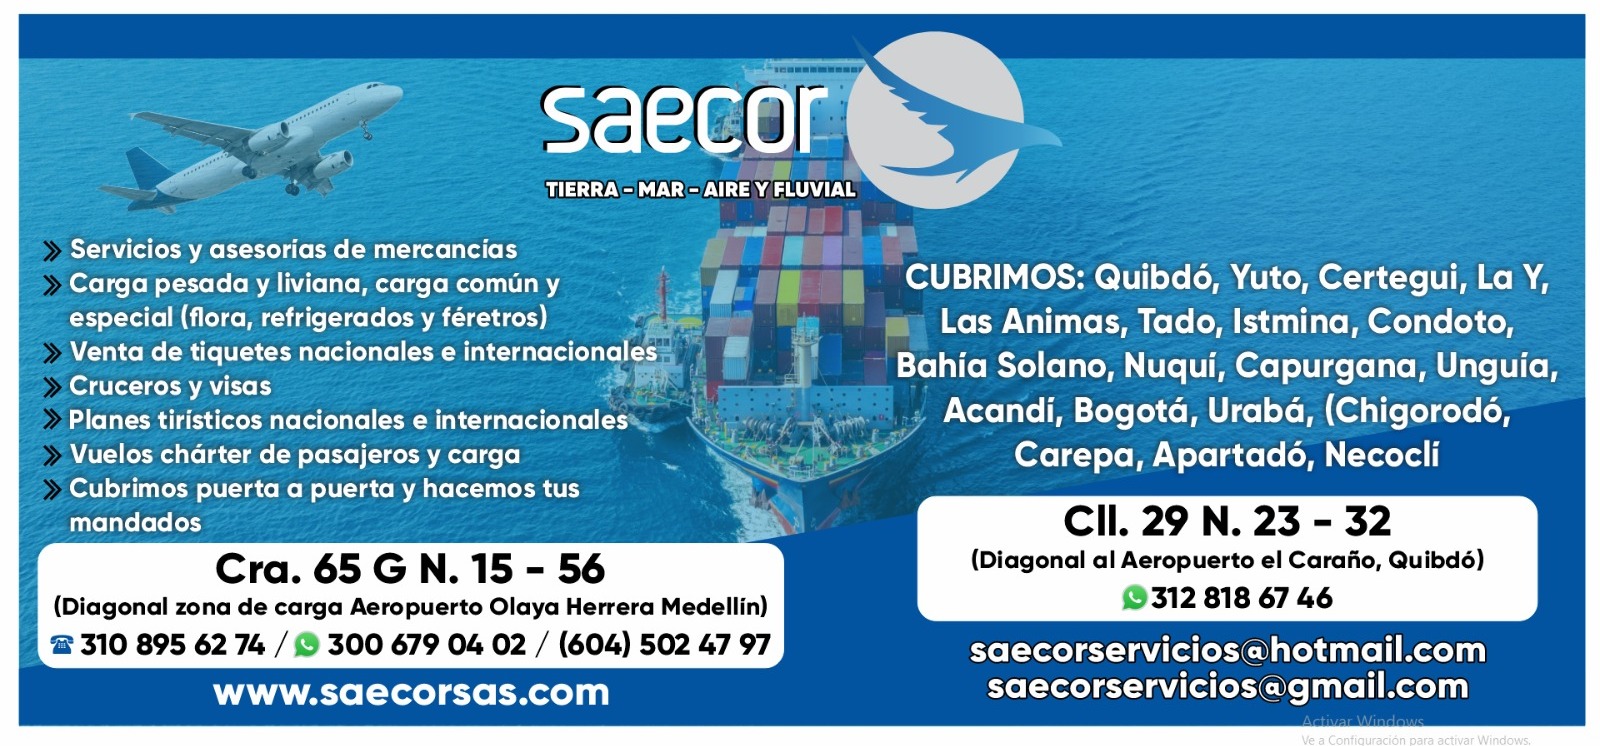 saecor
TIERRA - MAR - AIRE Y FLUVIAL
Servicios y asesorías de mercancías
Carga pesada y liviana, carga común y
especial (flora, refrigerados y féretros)
Venta de tiquetes nacionales e internacionales
Cruceros y visas
Planes tirísticos nacionales e internacionales
Vuelos chárter de pasajeros y carga
Cubrimos puerta a puerta y hacemos tus
mandados
Cra. 65 G N. 15 - 56
(Diagonal zona de carga Aeropuerto Olaya Herrera Medellín)
310 895 62 74 / 300 679 04 02 / (604) 502 47 97
www.saecorsas.com
CUBRIMOS: Quibdó, Yuto, Certegui, La Y,
Las Animas, Tado, Istmina, Condoto,
Bahía Solano, Nuquí, Capurgana, Unguía,
Acandí, Bogotá, Urabá, (Chigorodó,
Carepa, Apartadó, Necoclí
Cll. 29 N. 23 - 32
(Diagonal al Aeropuerto el Caraño, Quibdó)
312 818 67 46
saecorservicios@hotmail.com
saecorservicios@gmail.com
Activar Windows
Ve a Configuración para activar Windows.